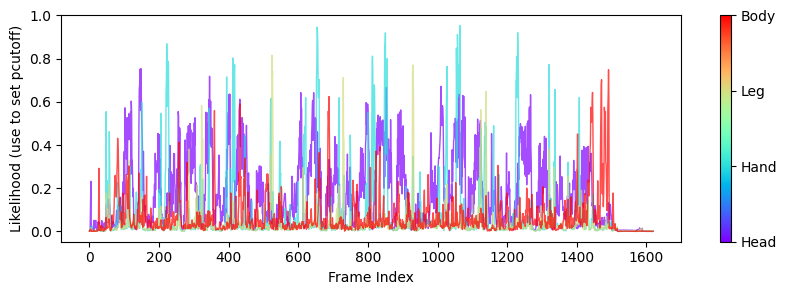 1.0
0.8
0.6
0.4
0.2
0.0
Likelihood (use to set pcutoff)
0
200
400
600
800
1000
1200
1400
1600
Frame Index
Body
Leg
Hand
Head